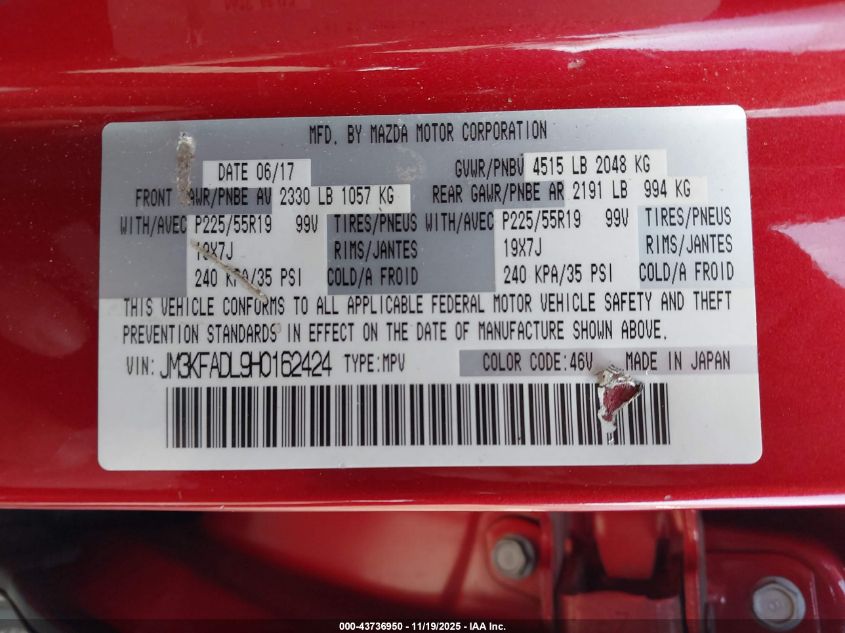 MFD. BY MAZDA MOTOR CORPORATION
DATE 06/17 GVWR/PNBV 4515 LB 2048 KG
FRONT GAWR/PNBE AV 2330 LB 1057 KG REAR GAWR/PNBE AR 2191 LB 994 KG
WITH/AVEC P225/55R19 99V TIRES/PNEUS WITH/AVEC P225/55R19 99V TIRES/PNEUS
19X7J RIMS/JANTES 19X7J RIMS/JANTES
240 KPA/35 PSI COLD/A FROID 240 KPA/35 PSI COLD/A FROID
THIS VEHICLE CONFORMS TO ALL APPLICABLE FEDERAL MOTOR VEHICLE SAFETY AND THEFT
PREVENTION STANDARDS IN EFFECT ON THE DATE OF MANUFACTURE SHOWN ABOVE.
VIN: JM3KFADL9H0162424 TYPE:MPV COLOR CODE:46V MADE IN JAPAN
000-43736950 - 11/19/2025 - IAA Inc.